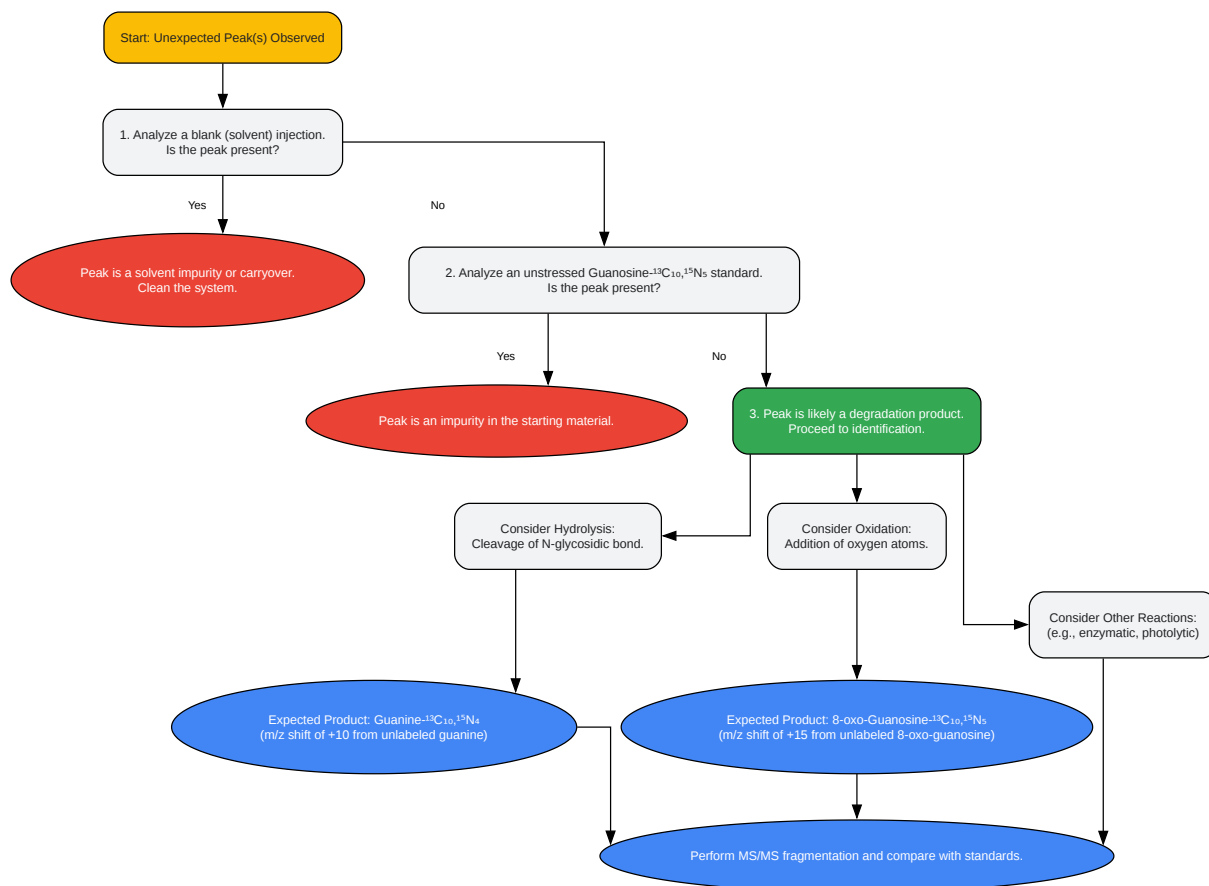 Start: Unexpected Peak(s) Observed
1. Analyze a blank (solvent) injection.
Is the peak present?
Yes
No
Peak is a solvent impurity or carryover.
Clean the system.
2. Analyze an unstressed Guanosine-¹³C₁₀,¹⁵N₅ standard.
Is the peak present?
Yes
No
Peak is an impurity in the starting material.
3. Peak is likely a degradation product.
Proceed to identification.
Consider Hydrolysis:
Cleavage of N-glycosidic bond.
Consider Oxidation:
Addition of oxygen atoms.
Consider Other Reactions:
(e.g., enzymatic, photolytic)
Expected Product: Guanine-¹³C₁₀,¹⁵N₄
(m/z shift of +10 from unlabeled guanine)
Expected Product: 8-oxo-Guanosine-¹³C₁₀,¹⁵N₅
(m/z shift of +15 from unlabeled 8-oxo-guanosine)
Perform MS/MS fragmentation and compare with standards.